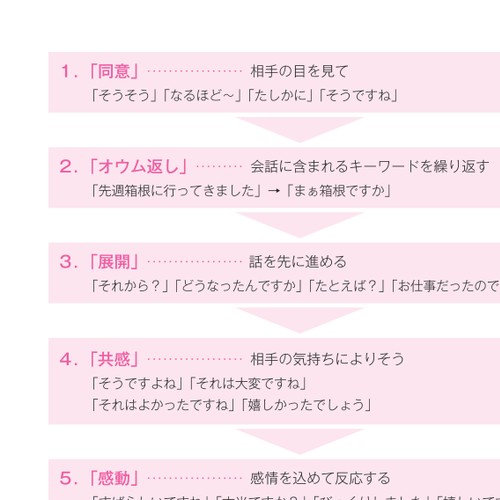 1.「同意」………………相手の目を見て
「そうそう」「なるほど～」「たしかに」「そうですね」
2.「オウム返し」………会話に含まれるキーワードを繰り返す
「先週箱根に行ってきました」→「まぁ箱根ですか」
3.「展開」………………話を先に進める
「それから？」「どうなったんですか」「たとえば？」「お仕事だったので
4.「共感」………………相手の気持ちによりそう
「そうですよね」「それは大変ですね」
「それはよかったですね」「嬉しかったでしょう」
5.「感動」………………感情を込めて反応する